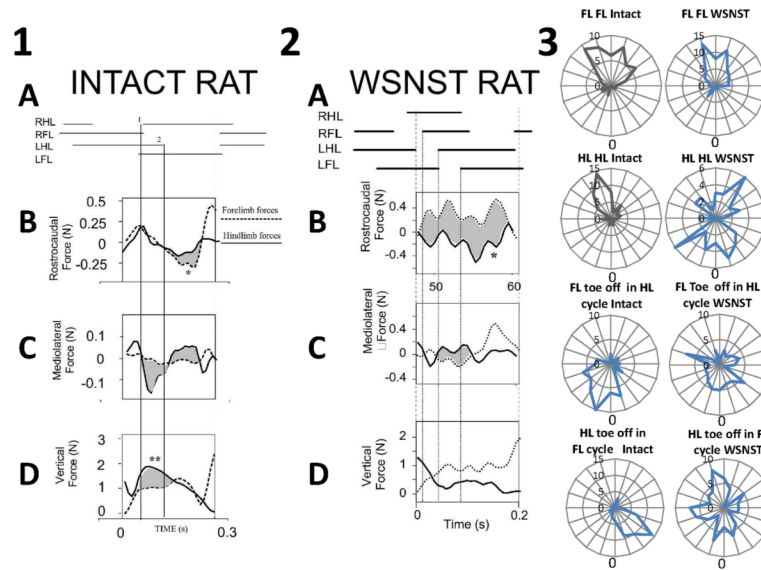 1
INTACT RAT
A
RHL
RFL
LHL
LFL
1
2
B
Rostrocaudal
Force (N)
0.5
0.25
0
-0.25
*
Forelimb forces
Hindlimb forces
C
Mediolateral
Force (N)
0.1
0
-0.1
D
Vertical
Force (N)
3
2
1
0
**
0
TIME (s)
0.3
2
WSNST RAT
A
RHL
RFL
LHL
LFL
B
Rostrocaudal
Force (N)
0.4
0
-0.4
*
50
60
C
Mediolateral
Force (N)
0.4
0
-0.4
D
Vertical
Force (N)
2
1
0
0
Time (s)
0.2
3
FL FL Intact
10
5
0
0
FL FL WSNST
15
10
5
0
0
HL HL Intact
15
10
5
0
0
HL HL WSNST
6
4
2
0
0
FL toe off in HL
cycle Intact
10
5
0
0
FL Toe off in HL
cycle WSNST
10
5
0
0
HL toe off in
FL cycle Intact
15
10
5
0
0
HL toe off in F
cycle WSNST
10
5
0
0